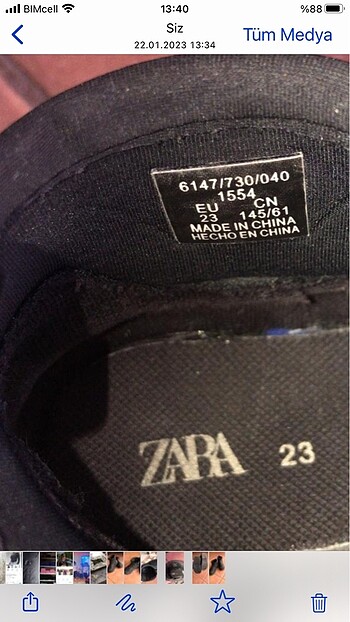 BIMcell
13:40
%88
Siz
22.01.2023 13:34
Tüm Medya
6147/730/040
1554
EU CN
23 145/61
MADE IN CHINA
HECHO EN CHINA
ZARA 23